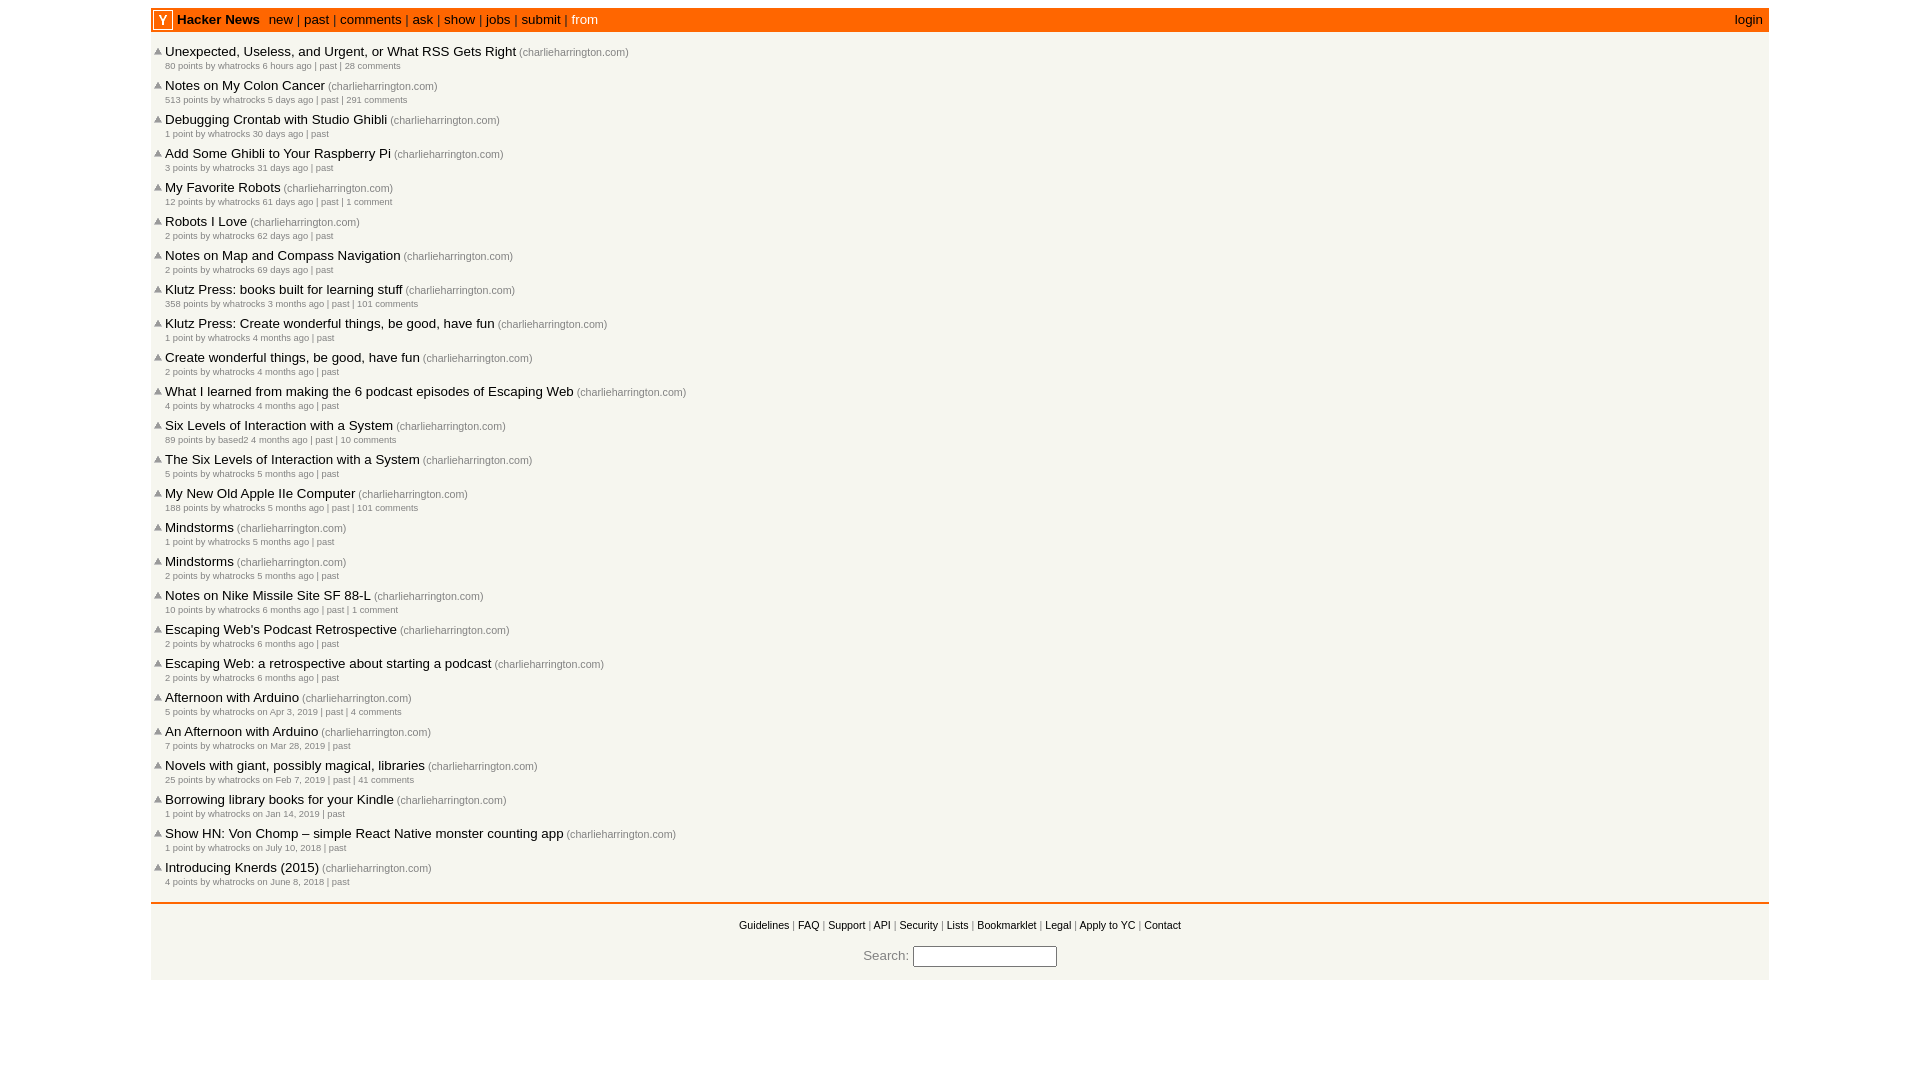 Y Hacker News new | past | comments | ask | show | jobs | submit | from login
Unexpected, Useless, and Urgent, or What RSS Gets Right (charlieharrington.com)
80 points by whatrocks 6 hours ago | past | 28 comments
Notes on My Colon Cancer (charlieharrington.com)
513 points by whatrocks 5 days ago | past | 291 comments
Debugging Crontab with Studio Ghibli (charlieharrington.com)
1 point by whatrocks 30 days ago | past
Add Some Ghibli to Your Raspberry Pi (charlieharrington.com)
3 points by whatrocks 31 days ago | past
My Favorite Robots (charlieharrington.com)
12 points by whatrocks 61 days ago | past | 1 comment
Robots I Love (charlieharrington.com)
2 points by whatrocks 62 days ago | past
Notes on Map and Compass Navigation (charlieharrington.com)
2 points by whatrocks 69 days ago | past
Klutz Press: books built for learning stuff (charlieharrington.com)
358 points by whatrocks 3 months ago | past | 101 comments
Klutz Press: Create wonderful things, be good, have fun (charlieharrington.com)
1 point by whatrocks 4 months ago | past
Create wonderful things, be good, have fun (charlieharrington.com)
2 points by whatrocks 4 months ago | past
What I learned from making the 6 podcast episodes of Escaping Web (charlieharrington.com)
4 points by whatrocks 4 months ago | past
Six Levels of Interaction with a System (charlieharrington.com)
89 points by based2 4 months ago | past | 10 comments
The Six Levels of Interaction with a System (charlieharrington.com)
5 points by whatrocks 5 months ago | past
My New Old Apple IIe Computer (charlieharrington.com)
188 points by whatrocks 5 months ago | past | 101 comments
Mindstorms (charlieharrington.com)
1 point by whatrocks 5 months ago | past
Mindstorms (charlieharrington.com)
2 points by whatrocks 5 months ago | past
Notes on Nike Missile Site SF 88-L (charlieharrington.com)
10 points by whatrocks 6 months ago | past | 1 comment
Escaping Web's Podcast Retrospective (charlieharrington.com)
2 points by whatrocks 6 months ago | past
Escaping Web: a retrospective about starting a podcast (charlieharrington.com)
2 points by whatrocks 6 months ago | past
Afternoon with Arduino (charlieharrington.com)
5 points by whatrocks on Apr 3, 2019 | past | 4 comments
An Afternoon with Arduino (charlieharrington.com)
7 points by whatrocks on Mar 28, 2019 | past
Novels with giant, possibly magical, libraries (charlieharrington.com)
25 points by whatrocks on Feb 7, 2019 | past | 41 comments
Borrowing library books for your Kindle (charlieharrington.com)
1 point by whatrocks on Jan 14, 2019 | past
Show HN: Von Chomp – simple React Native monster counting app (charlieharrington.com)
1 point by whatrocks on July 10, 2018 | past
Introducing Knerds (2015) (charlieharrington.com)
4 points by whatrocks on June 8, 2018 | past
Guidelines | FAQ | Support | API | Security | Lists | Bookmarklet | Legal | Apply to YC | Contact
Search: